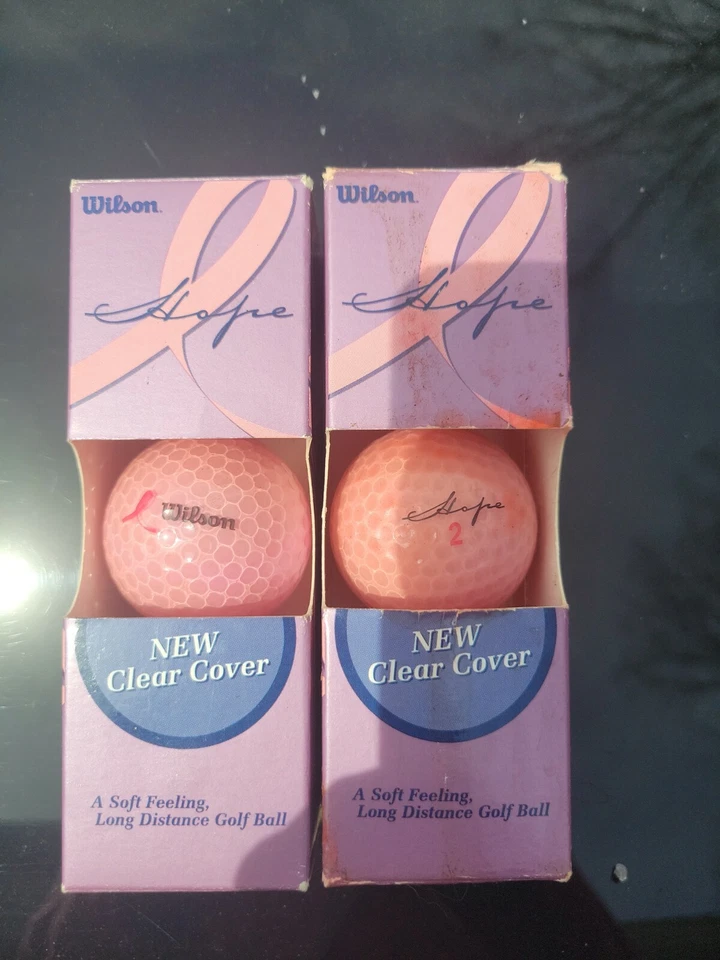 Wilson.
Hope
Wilson
NEW
Clear Cover
A Soft Feeling,
Long Distance Golf Ball
Wilson.
Hope
Hope
2
NEW
Clear Cover
A Soft Feeling,
Long Distance Golf Ball